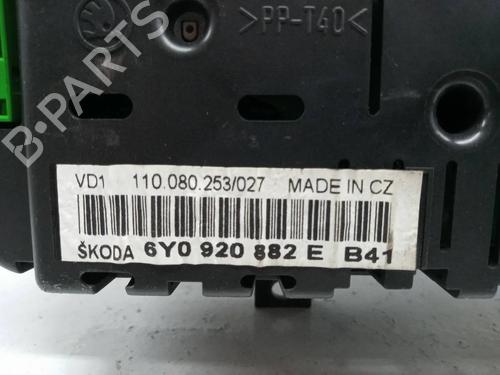 >PP-T40<
B-PARTS
VD1 110.080.253/027 MADE IN CZ
ŠKODA 6Y0 920 882 E B41